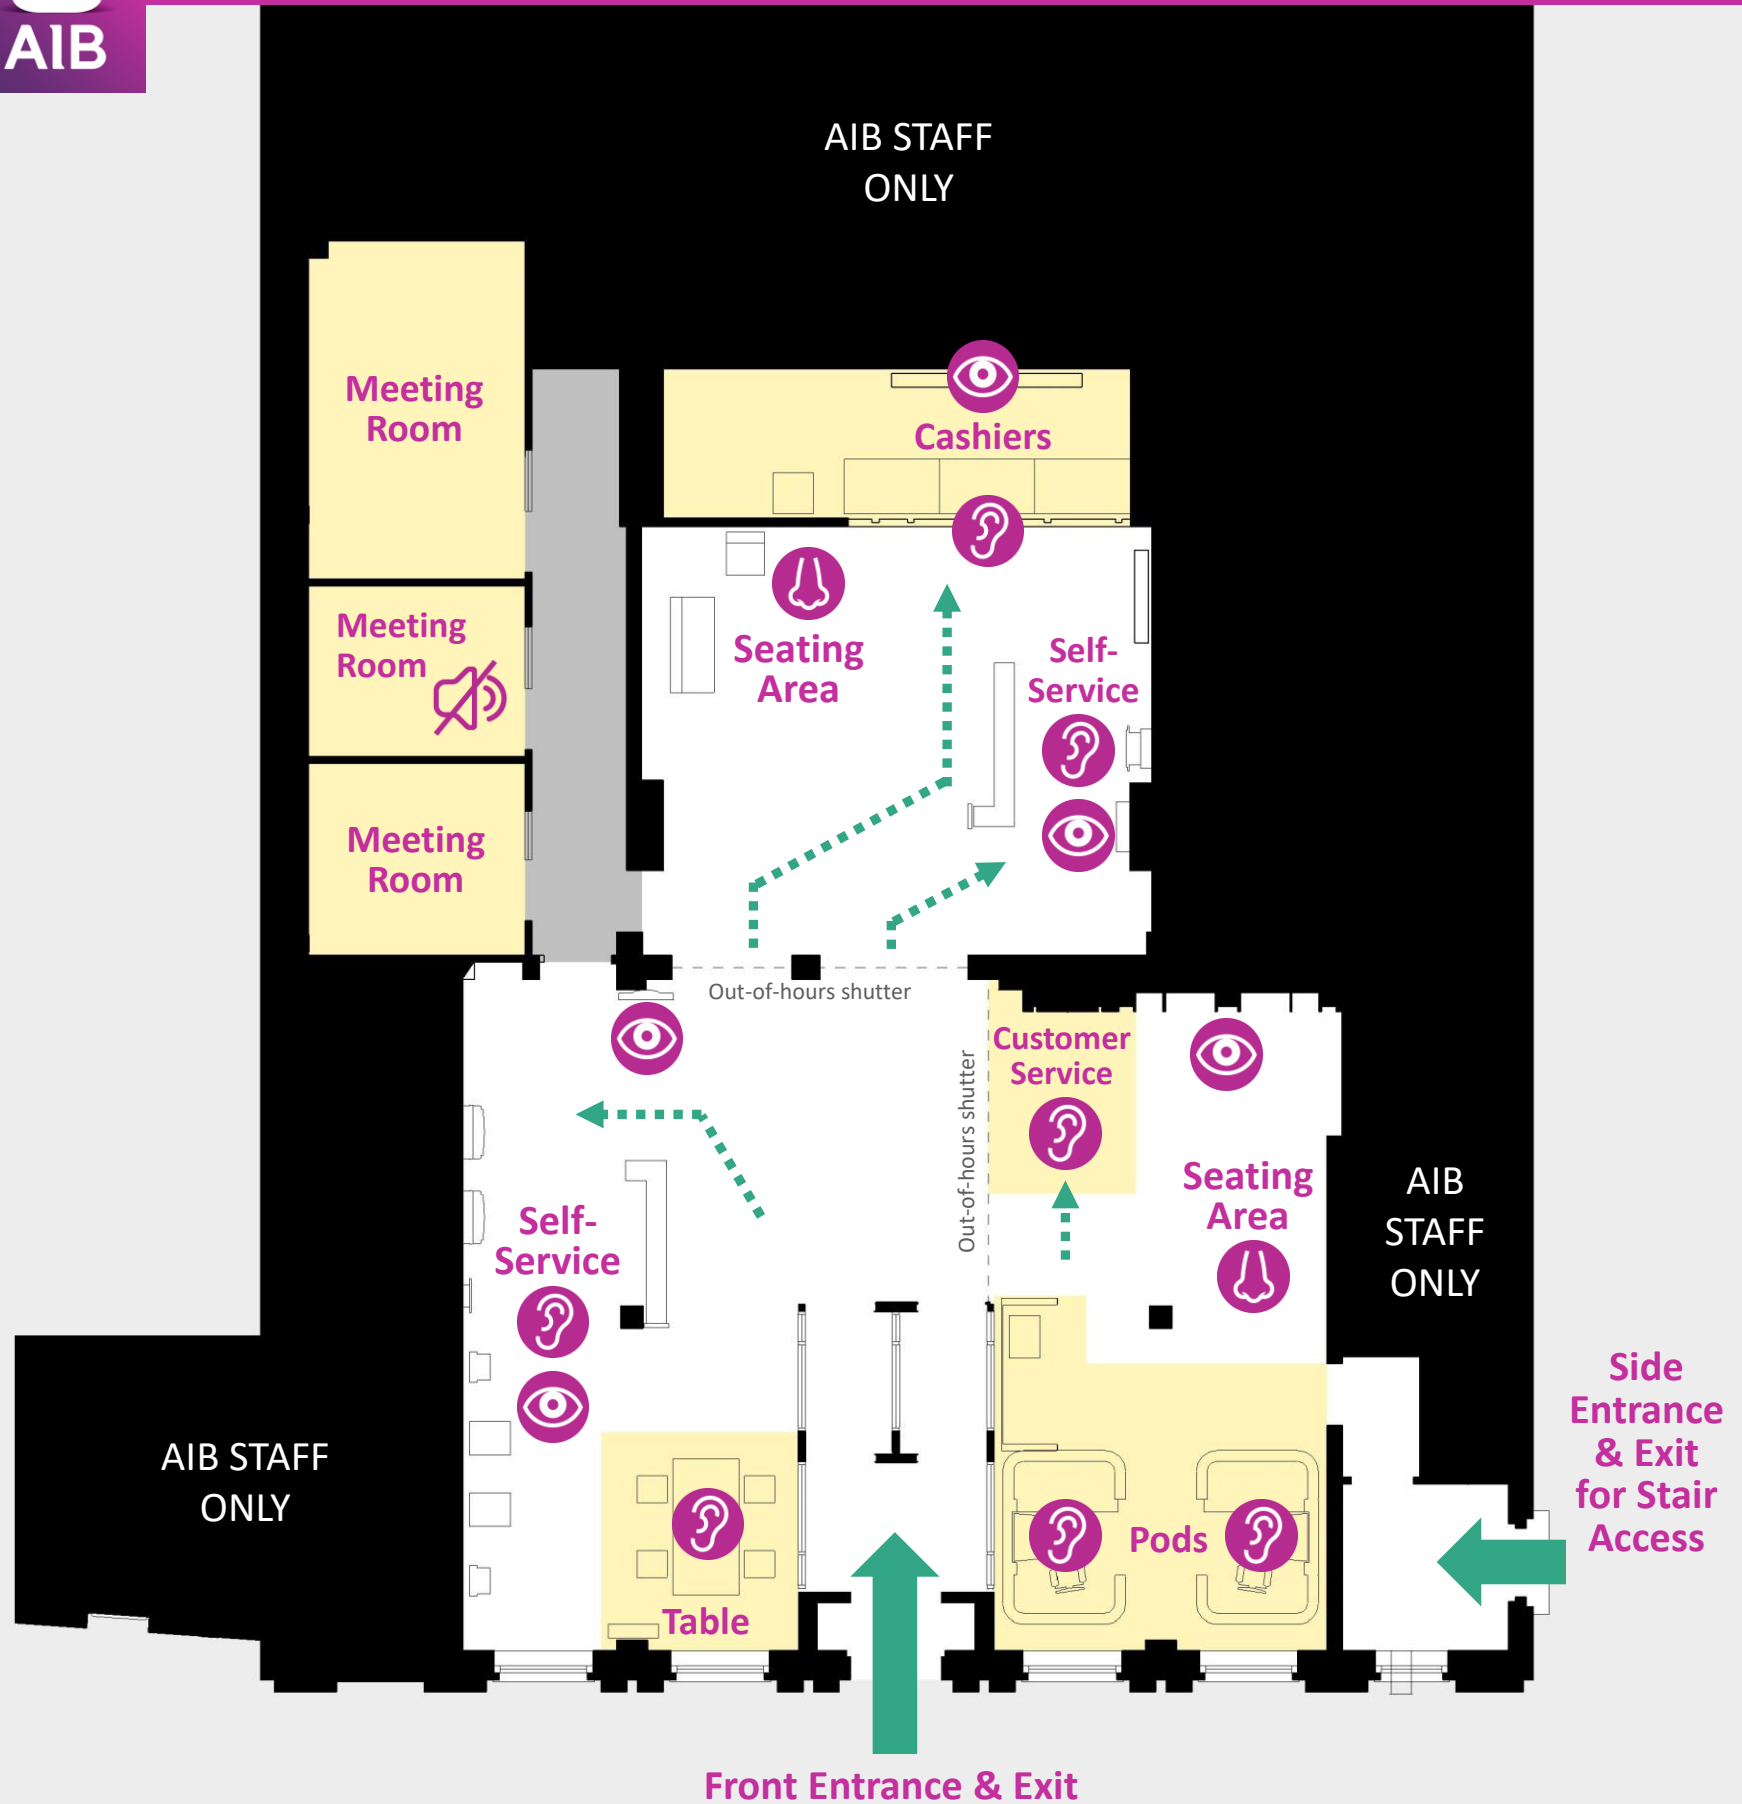 AIB
AIB STAFF
ONLY
Meeting
Room
Cashiers
Meeting
Room
Seating
Area
Self-
Service
Meeting
Room
Out-of-hours shutter
Customer
Service
Out-of-hours shutter
Seating
Area
AIB
STAFF
ONLY
Self-
Service
Side
Entrance
& Exit
for Stair
Access
AIB STAFF
ONLY
Pods
Table
Front Entrance & Exit